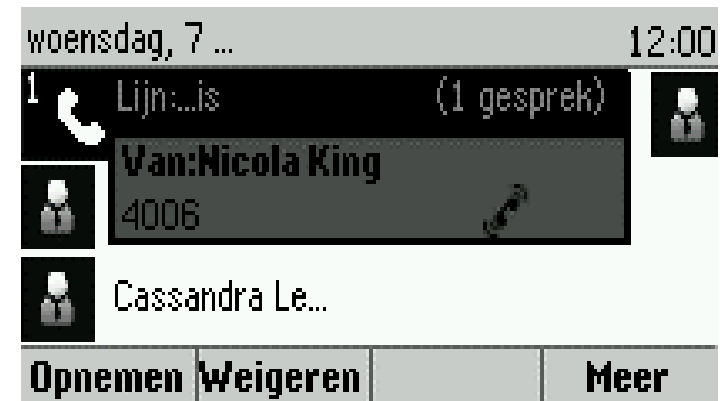 woensdag, 7 ... 12:00
1 Lijn:...is (1 gesprek)
Van:Nicola King
4006
Cassandra Le...
Opnemen Weigeren Meer